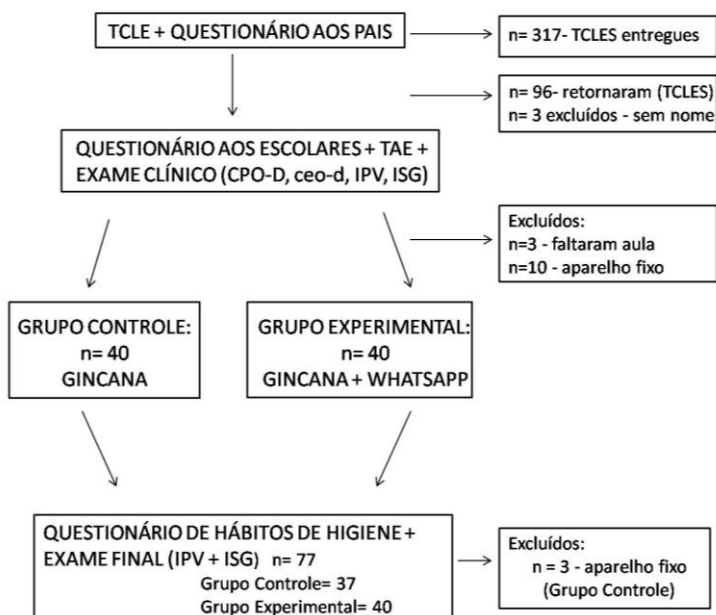 TCLE + QUESTIONÁRIO AOS PAIS
n= 317- TCLES entregues
n= 96- retornaram (TCLES)
n= 3 excluídos - sem nome
QUESTIONÁRIO AOS ESCOLARES + TAE +
EXAME CLÍNICO (CPO-D, ceo-d, IPV, ISG)
Excluídos:
n=3 - faltaram aula
n=10 - aparelho fixo
GRUPO CONTROLE:
n= 40
GINCANA
GRUPO EXPERIMENTAL:
n= 40
GINCANA + WHATSAPP
QUESTIONÁRIO DE HÁBITOS DE HIGIENE +
EXAME FINAL (IPV + ISG) n= 77
Grupo Controle= 37
Grupo Experimental= 40
Excluídos:
n = 3 - aparelho fixo
(Grupo Controle)